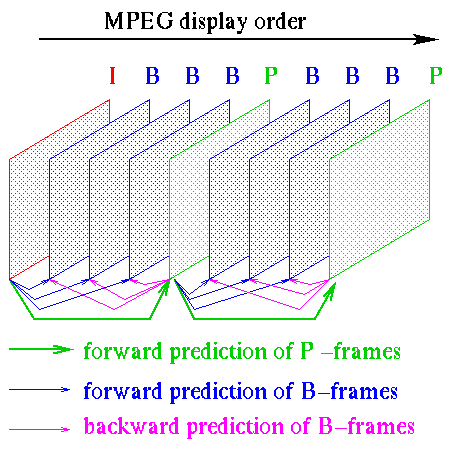 MPEG display order
I B B B P B B B P
forward prediction of P –frames
forward prediction of B–frames
backward prediction of B–frames